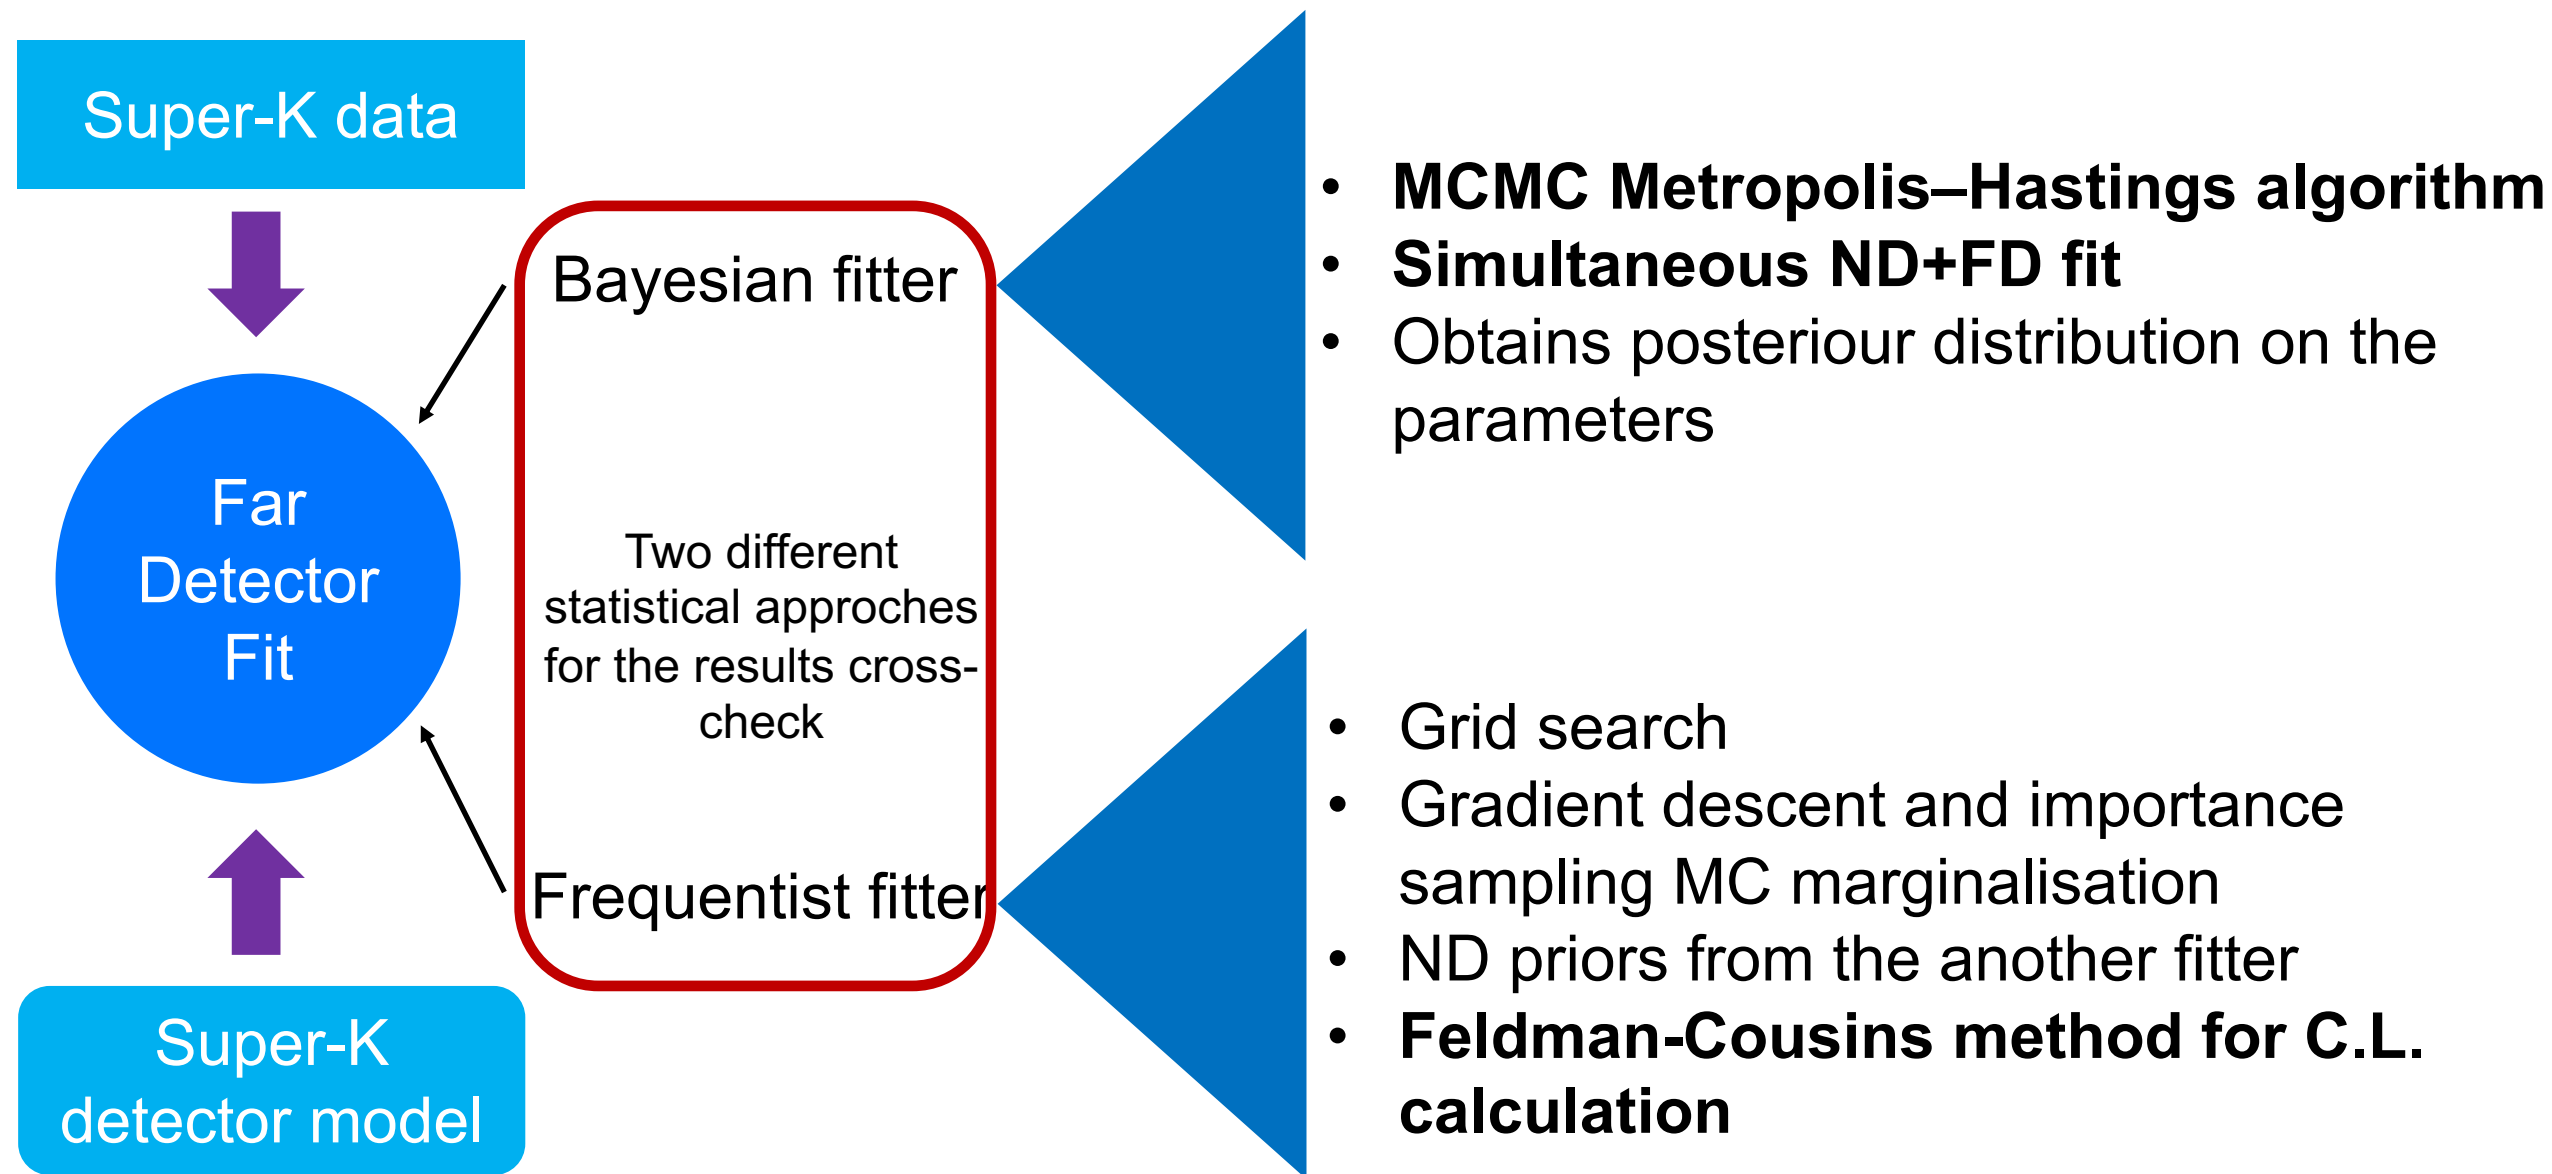 Super-K data
Far
Detector
Fit
Super-K
detector model
Bayesian fitter
Two different
statistical approches
for the results cross-
check
Frequentist fitter
• MCMC Metropolis–Hastings algorithm
• Simultaneous ND+FD fit
• Obtains posteriour distribution on the
parameters
• Grid search
• Gradient descent and importance
sampling MC marginalisation
• ND priors from the another fitter
• Feldman-Cousins method for C.L.
calculation